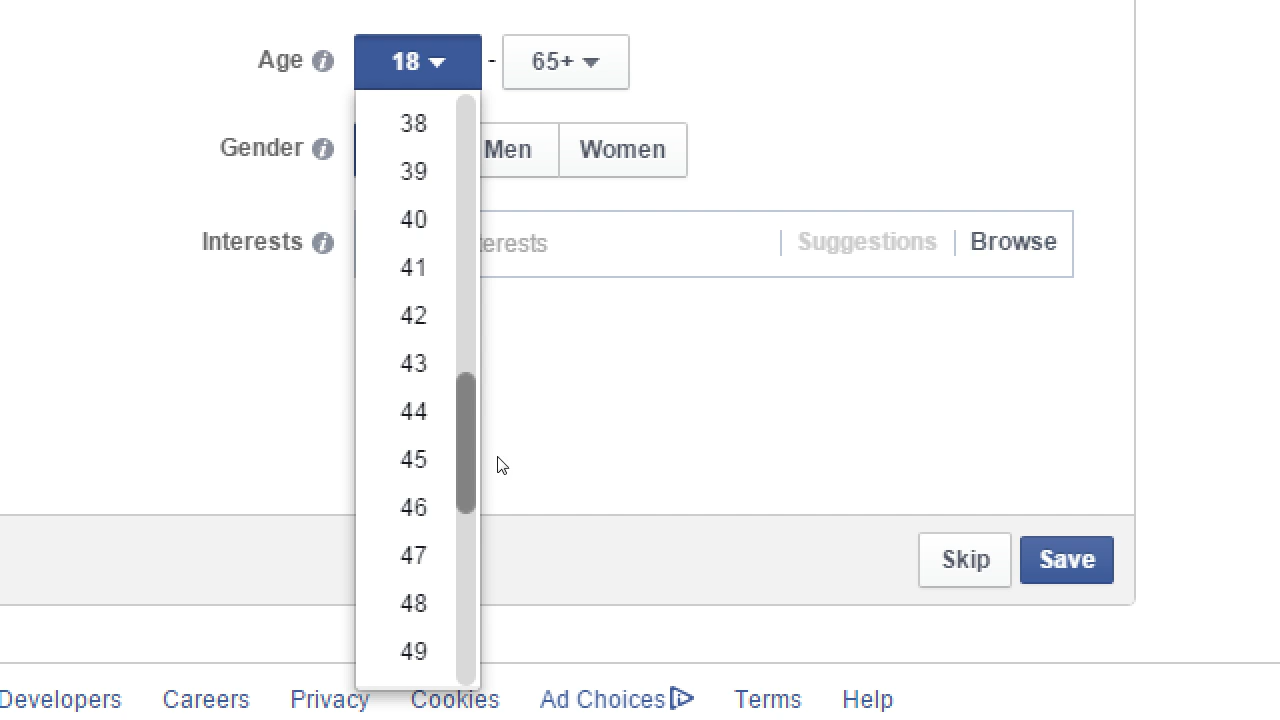 Age 18 - 65+
38
Gender Men Women
39
40
Interests terests Suggestions Browse
41
42
43
44
45
46
47
Skip Save
48
49
Developers Careers Privacy Cookies Ad Choices Terms Help